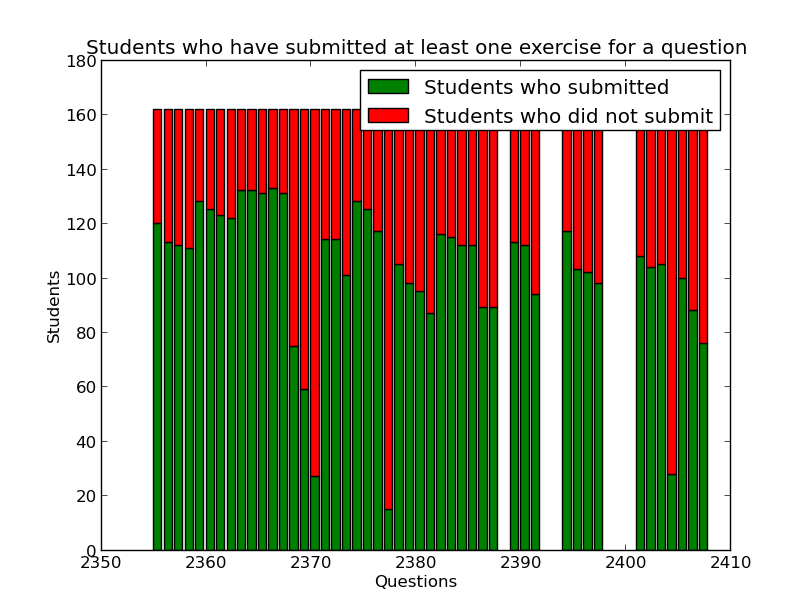 Students who have submitted at least one exercise for a question
180
160
140
120
100
80
60
40
20
0
Students
Students who submitted
Students who did not submit
2350 2360 2370 2380 2390 2400 2410
Questions